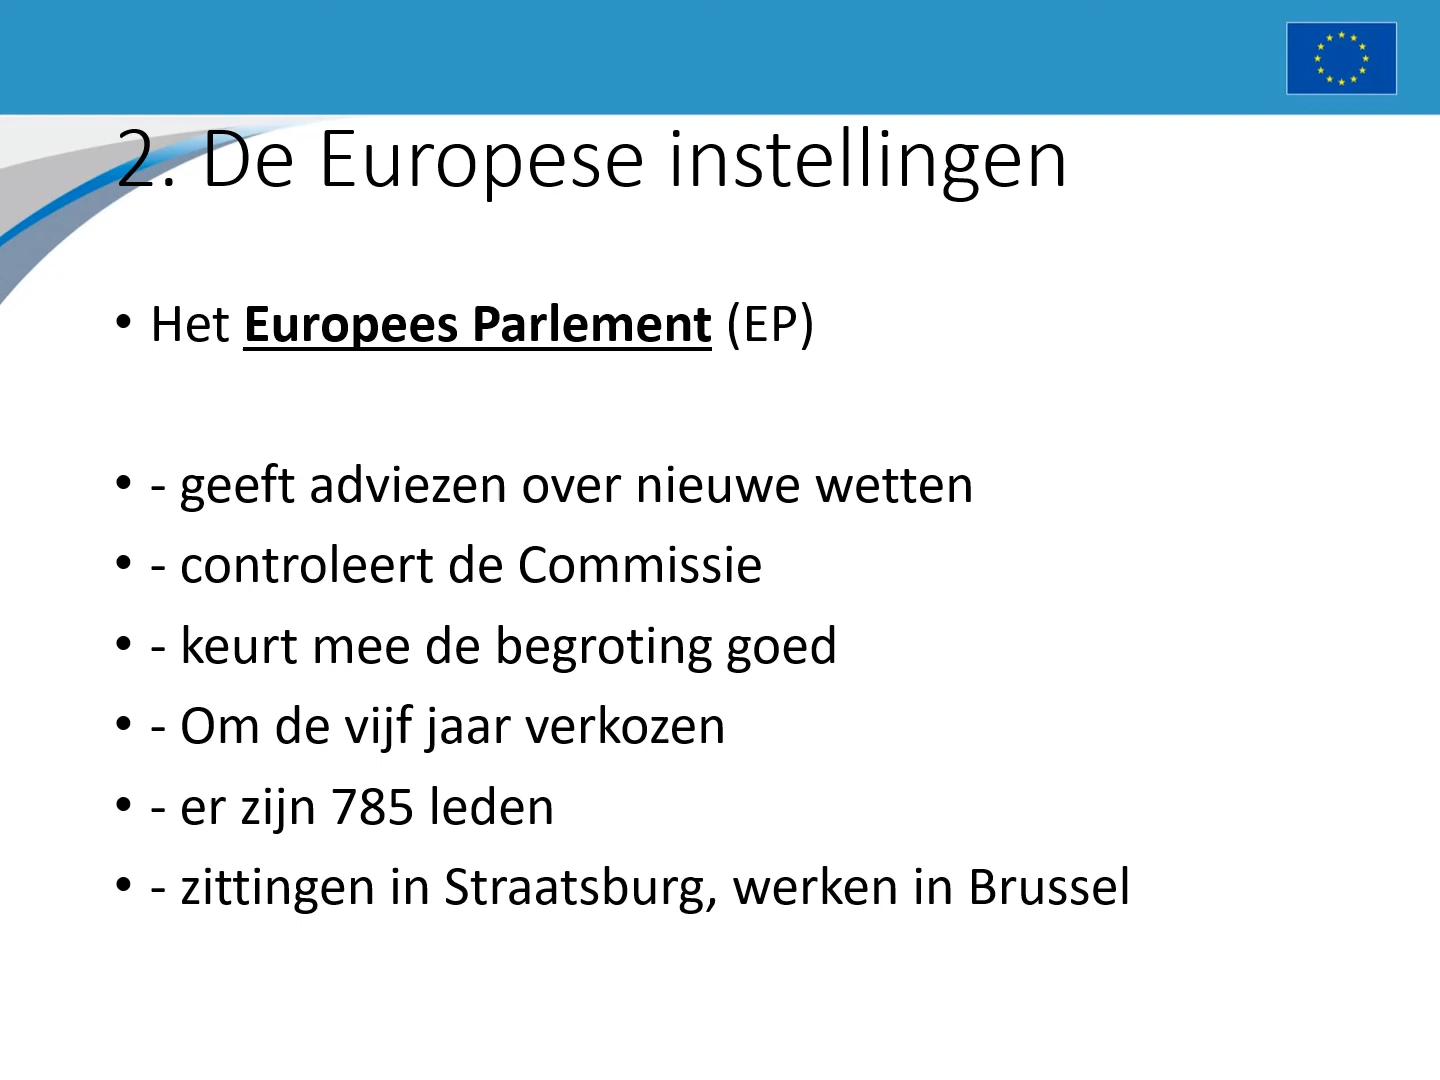 2. De Europese instellingen
• Het Europees Parlement (EP)
• - geeft adviezen over nieuwe wetten
• - controleert de Commissie
• - keurt mee de begroting goed
• - Om de vijf jaar verkozen
• - er zijn 785 leden
• - zittingen in Straatsburg, werken in Brussel